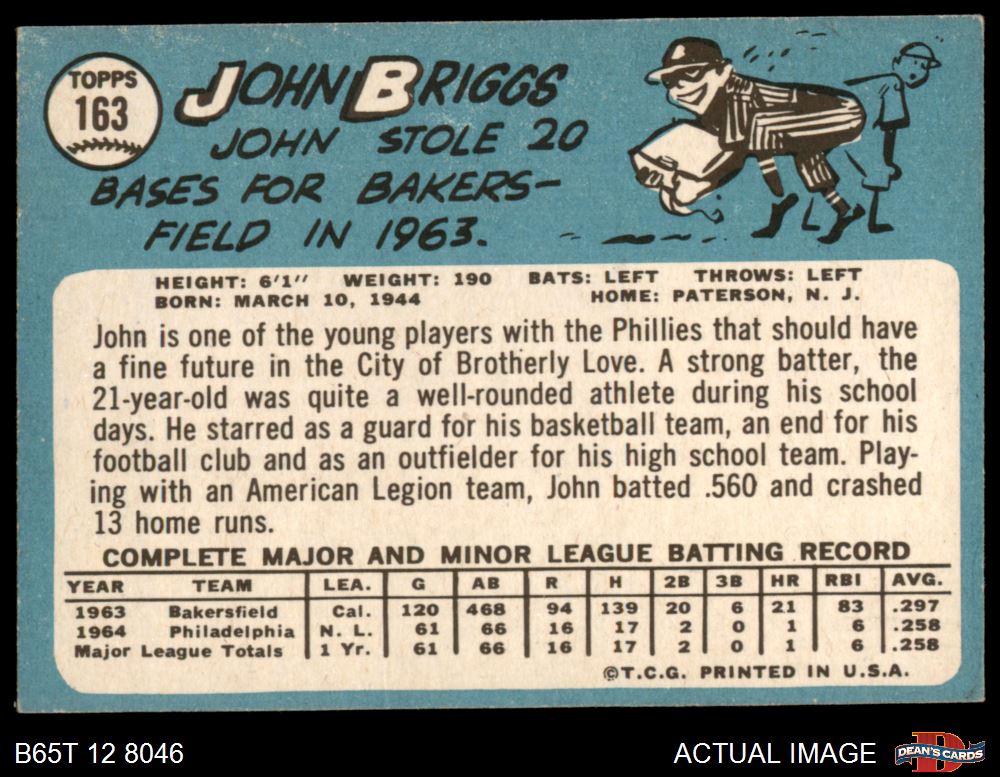 TOPPS
163
JOHN BRIGGS
JOHN STOLE 20
BASES FOR BAKERS-
FIELD IN 1963.
HEIGHT: 6'1" WEIGHT: 190 BATS: LEFT THROWS: LEFT
BORN: MARCH 10, 1944 HOME: PATERSON, N. J.
John is one of the young players with the Phillies that should have
a fine future in the City of Brotherly Love. A strong batter, the
21-year-old was quite a well-rounded athlete during his school
days. He starred as a guard for his basketball team, an end for his
football club and as an outfielder for his high school team. Play-
ing with an American Legion team, John batted .560 and crashed
13 home runs.
COMPLETE MAJOR AND MINOR LEAGUE BATTING RECORD
YEAR TEAM LEA. G AB R H 2B 3B HR RBI AVG.
1963 Bakersfield Cal. 120 468 94 139 20 6 21 83 .297
1964 Philadelphia N. L. 61 66 16 17 2 0 1 6 .258
Major League Totals 1 Yr. 61 66 16 17 2 0 1 6 .258
©T.C.G. PRINTED IN U.S.A.
B65T 12 8046
ACTUAL IMAGE
D
DEAN'S CARDS